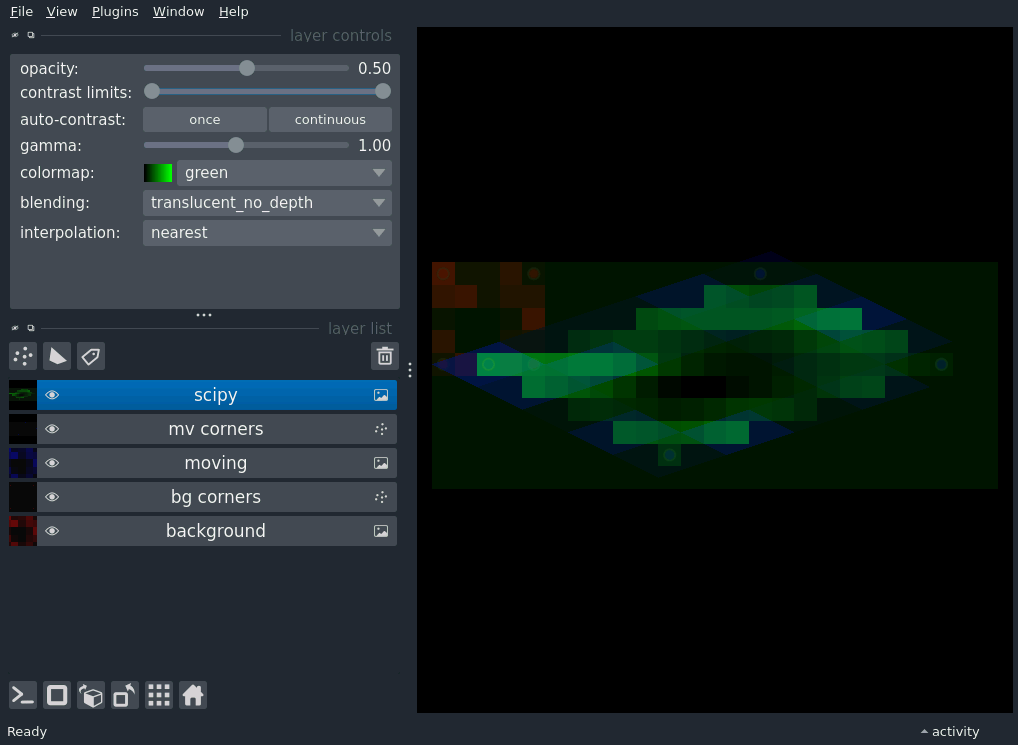 File View Plugins Window Help
layer controls
opacity: 0.50
contrast limits:
auto-contrast: once continuous
gamma: 1.00
colormap: green
blending: translucent_no_depth
interpolation: nearest
layer list
scipy
mv corners
moving
bg corners
background
Ready activity